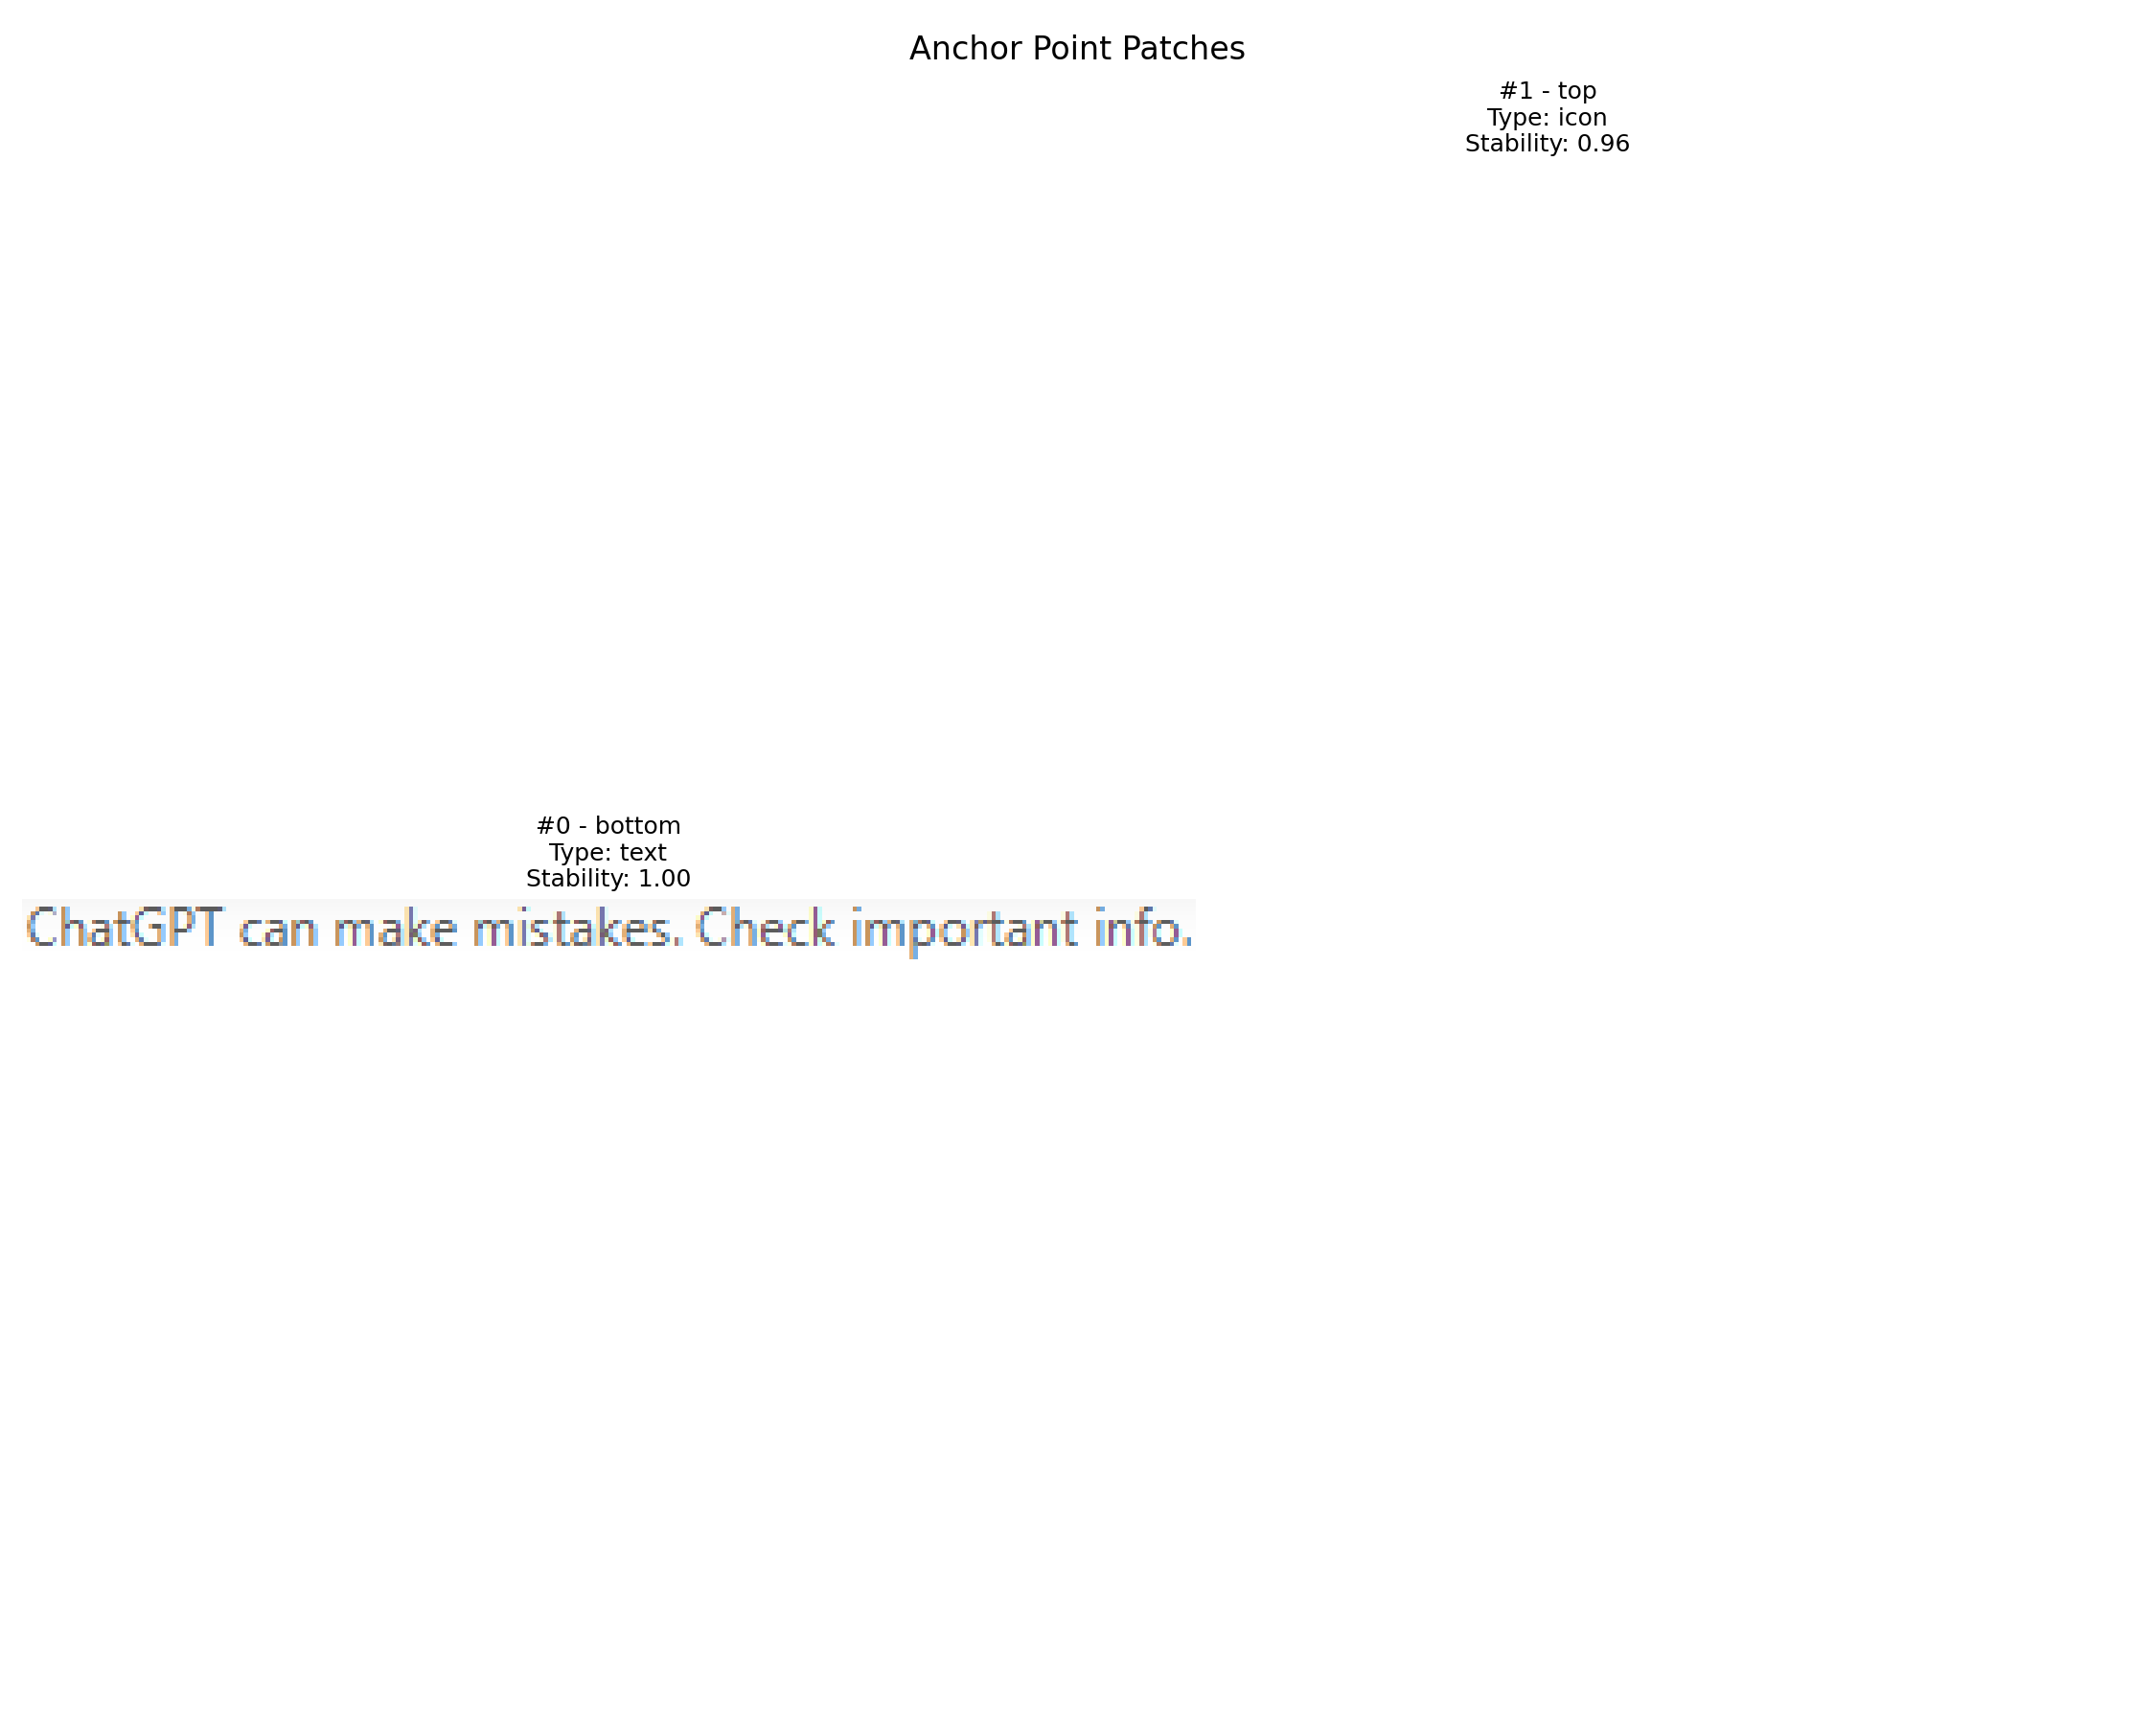 Anchor Point Patches
#1 - top
Type: icon
Stability: 0.96
#0 - bottom
Type: text
Stability: 1.00
ChatGPT can make mistakes. Check important info.